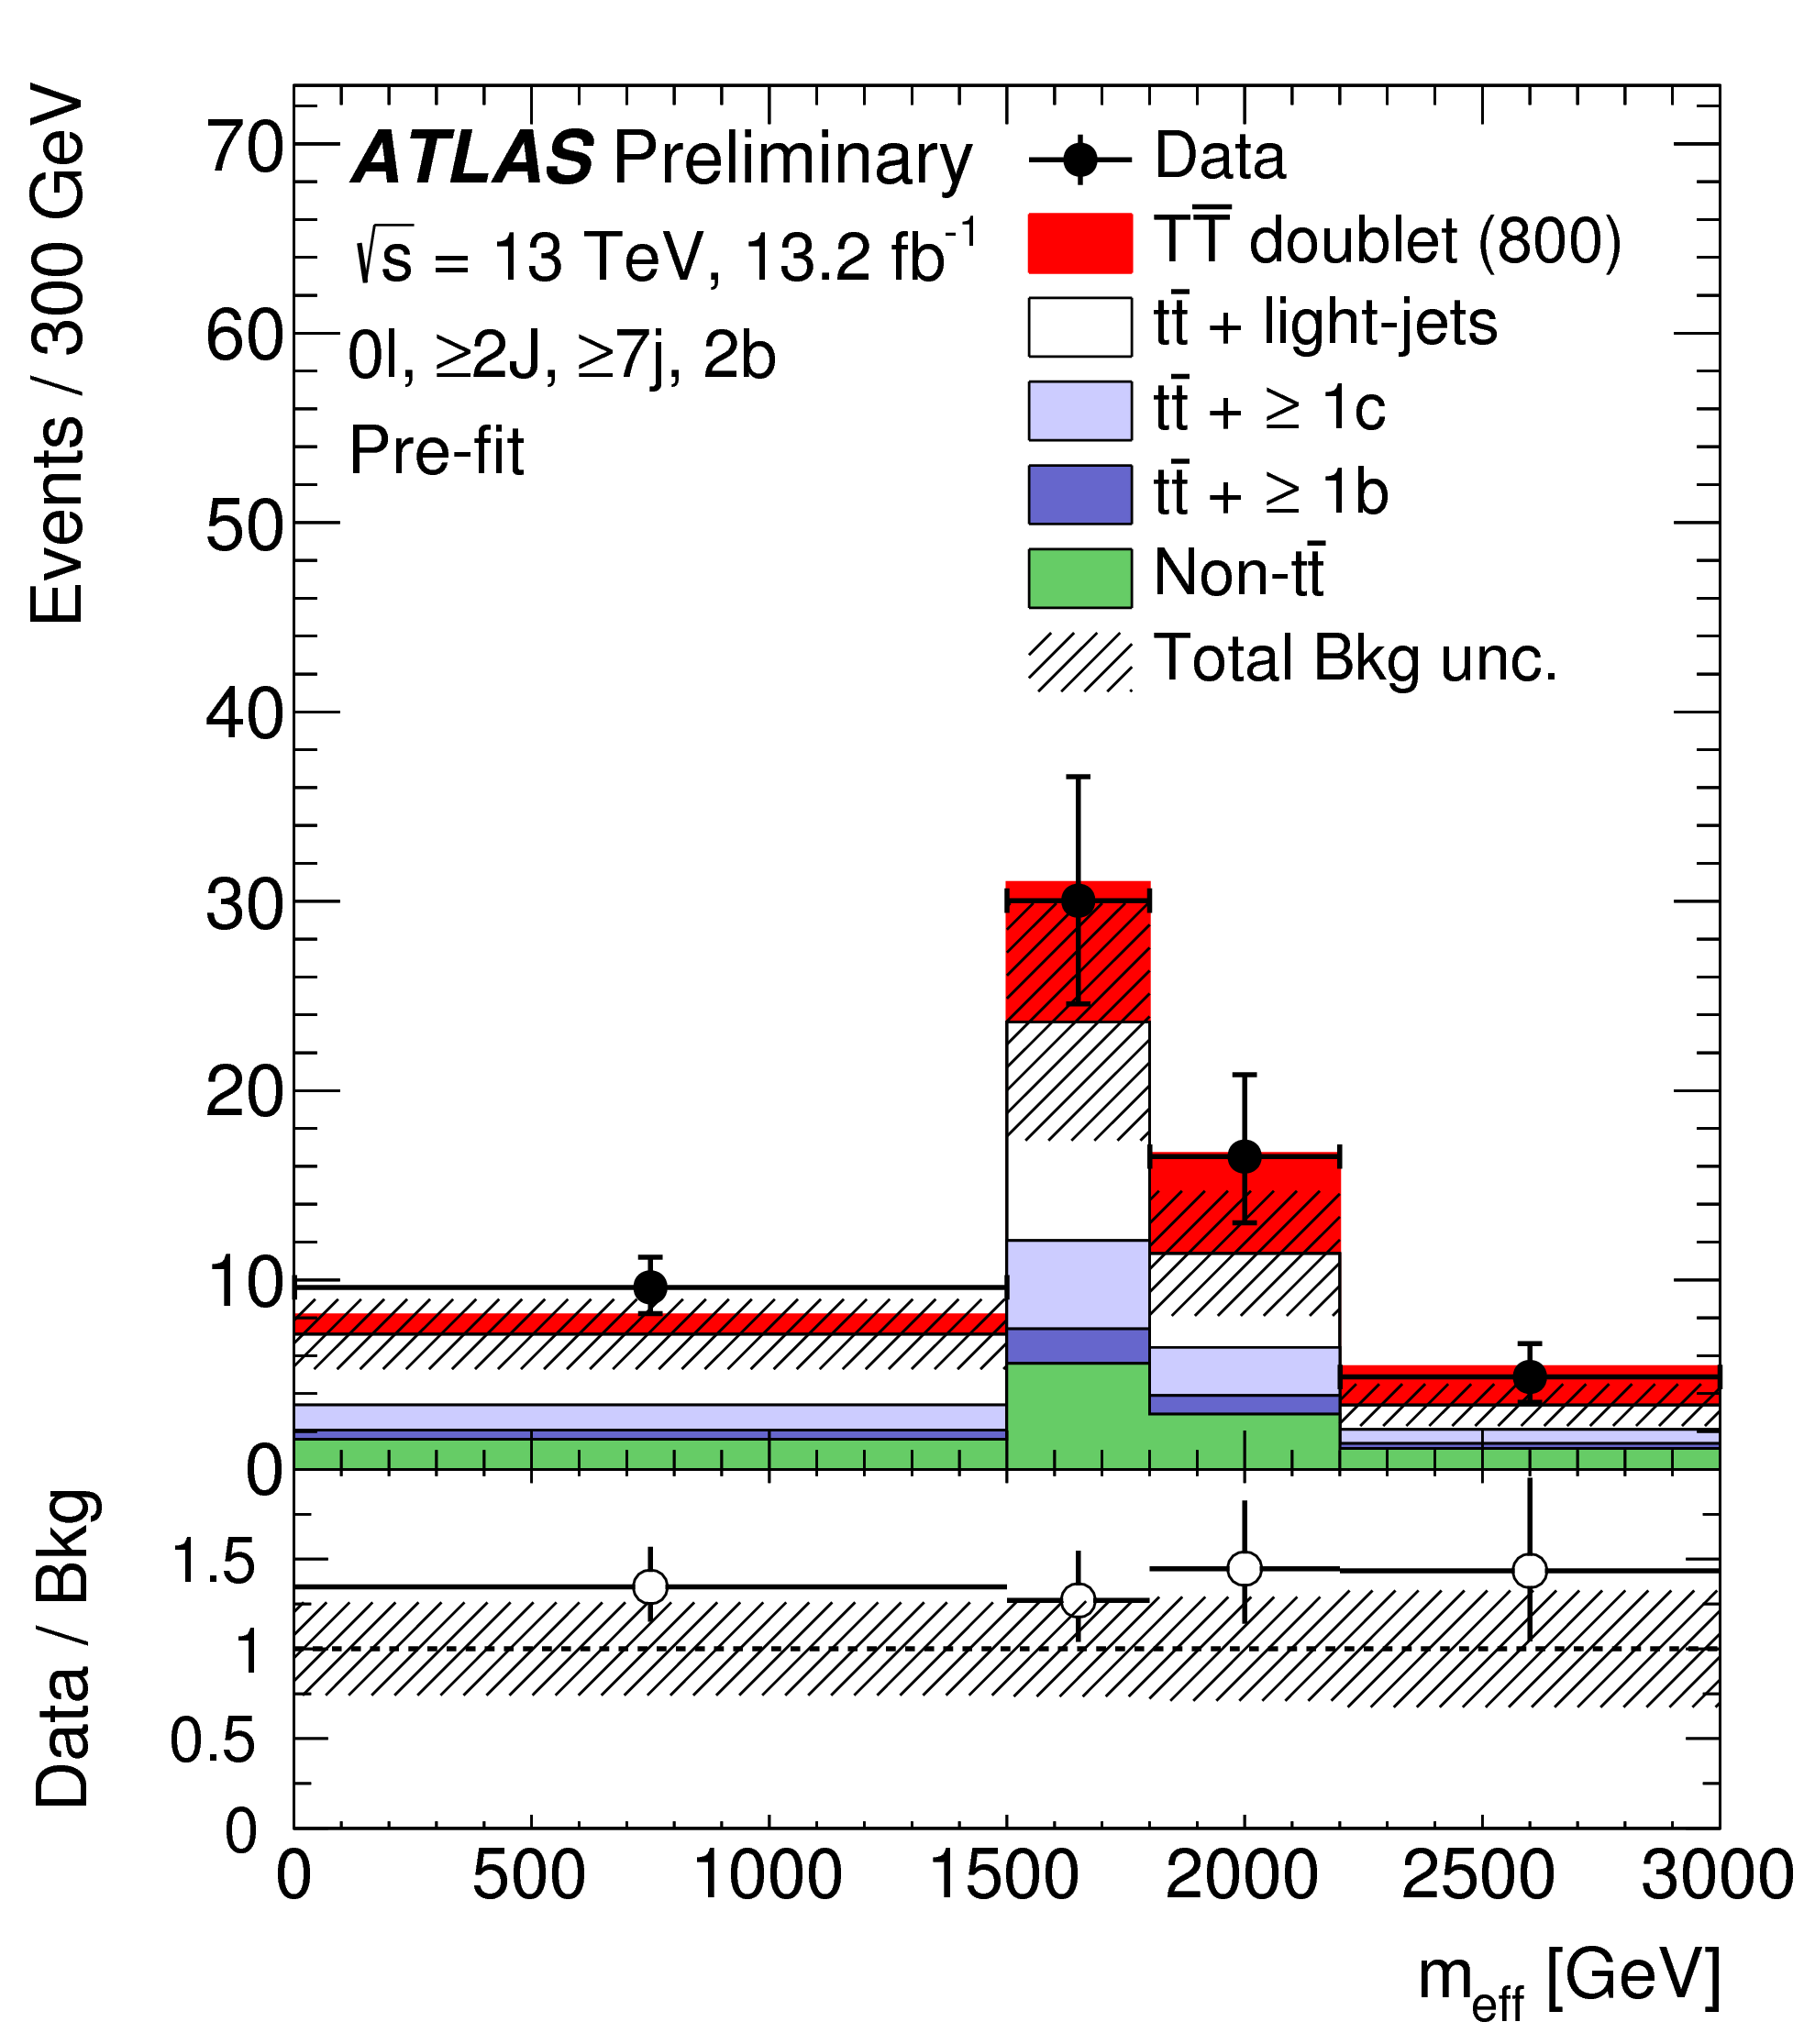 Events / 300 GeV
70
60
50
40
30
20
10
0
ATLAS Preliminary
√s = 13 TeV, 13.2 fb⁻¹
0l, ≥2J, ≥7j, 2b
Pre-fit
Data
TT̅ doublet (800)
tt̅ + light-jets
tt̅ + ≥ 1c
tt̅ + ≥ 1b
Non-tt̅
Total Bkg unc.
Data / Bkg
1.5
1
0.5
0
0 500 1000 1500 2000 2500 3000
m_eff [GeV]